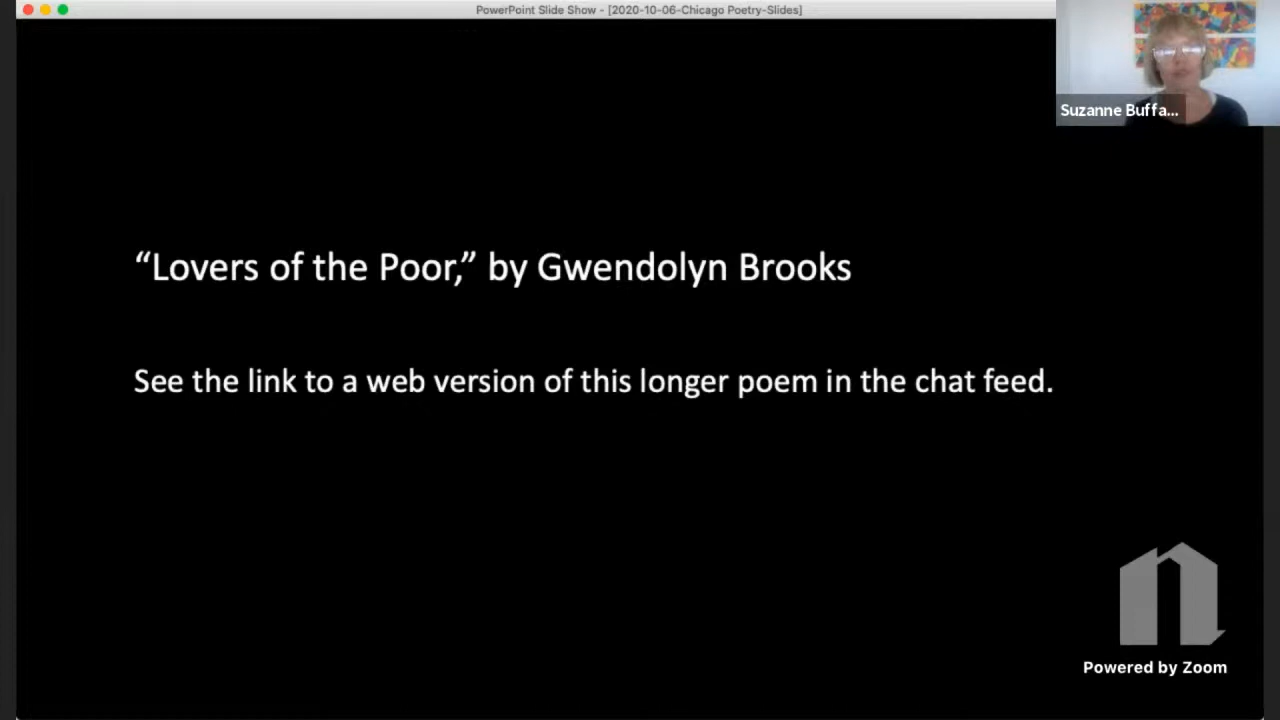 PowerPoint Slide Show - [2020-10-06-Chicago Poetry-Slides]
Suzanne Buffa...
“Lovers of the Poor,” by Gwendolyn Brooks
See the link to a web version of this longer poem in the chat feed.
Powered by Zoom